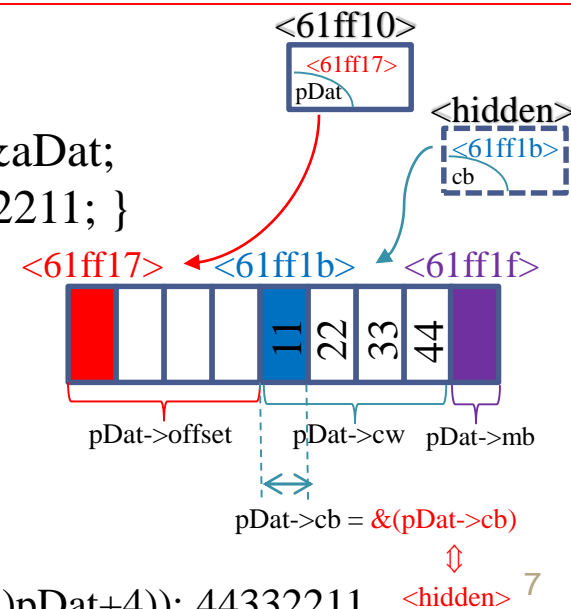 <61ff10>
<61ff17>
pDat
<hidden>
<61ff1b>
cb
&aDat;
2211; }
<61ff17> <61ff1b> <61ff1f>
11 22 33 44
pDat->offset pDat->cw pDat->mb
pDat->cb = &(pDat->cb)
⇕
)pDat+4)); 44332211 <hidden> 7